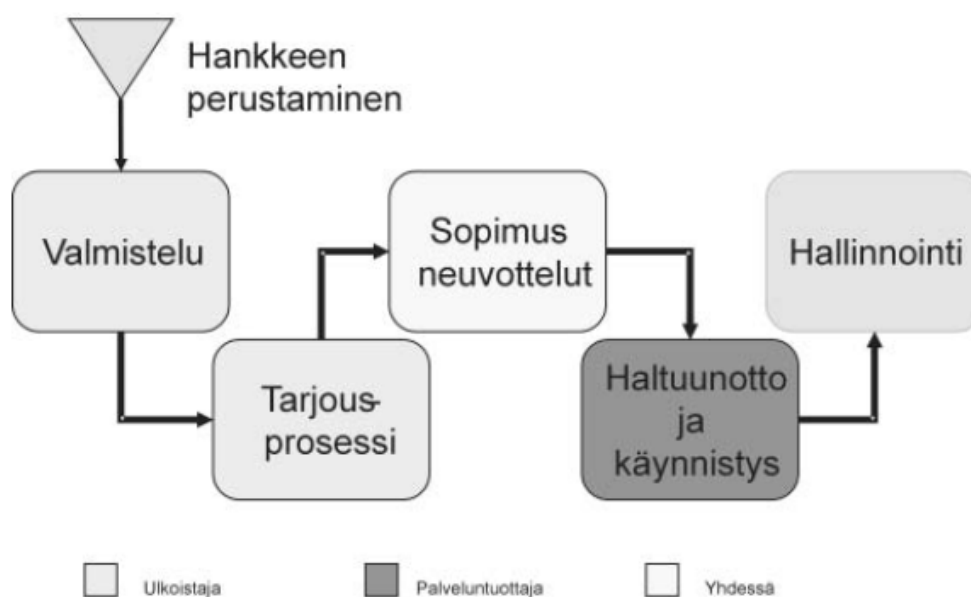 Hankkeen
perustaminen
Valmistelu
Tarjous-
prosessi
Sopimus
neuvottelut
Haltuunotto
ja
käynnistys
Hallinnointi
Ulkoistaja
Palveluntuottaja
Yhdessä